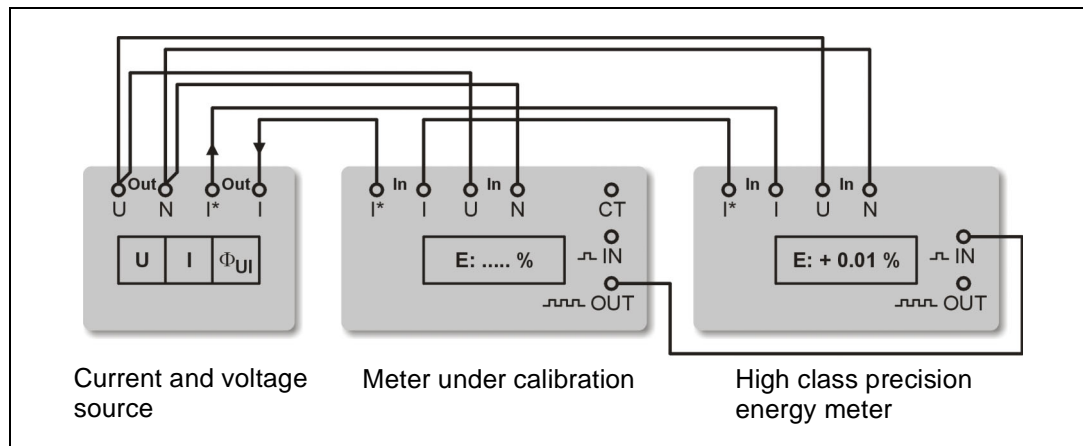 Out Out
U N I* I
U I ΦUI
Current and voltage
source
In In
I* I U N CT
IN
E: ..... %
OUT
Meter under calibration
In In
I* I U N
IN
E: + 0.01 %
OUT
High class precision
energy meter